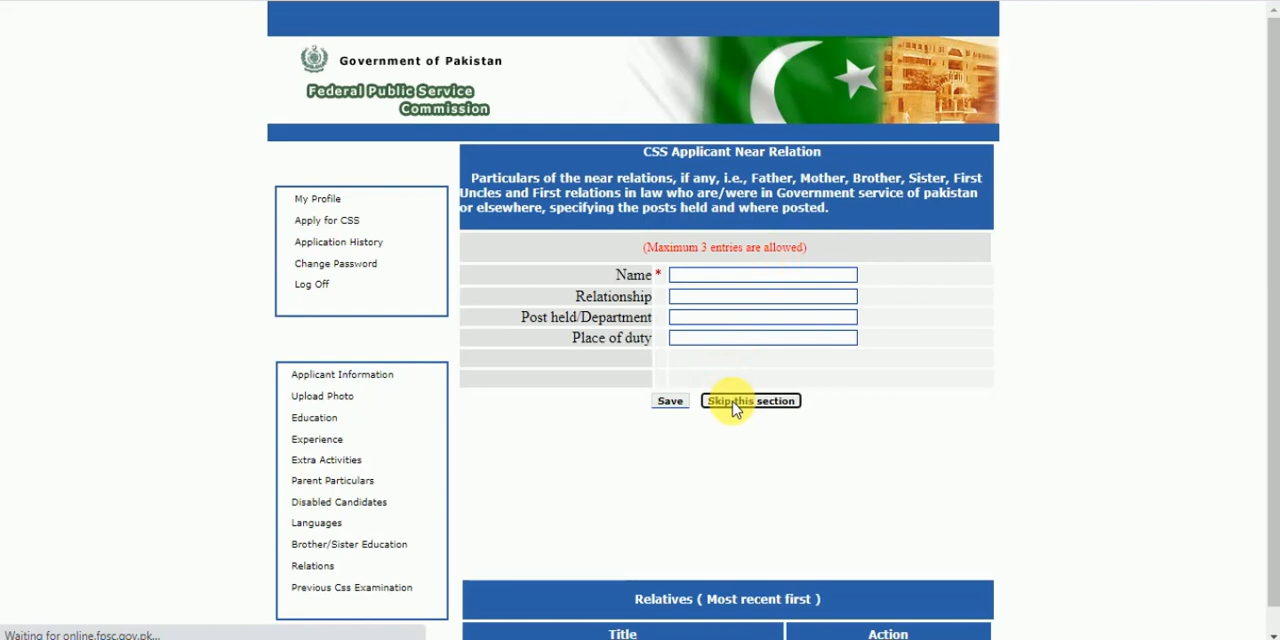 Government of Pakistan
Federal Public Service
Commission
CSS Applicant Near Relation
Particulars of the near relations, if any, i.e., Father, Mother, Brother, Sister, First
Uncles and First relations in law who are/were in Government service of pakistan
or elsewhere, specifying the posts held and where posted.
(Maximum 3 entries are allowed)
Name *
Relationship
Post held/Department
Place of duty
Save
Skip this section
My Profile
Apply for CSS
Application History
Change Password
Log Off
Applicant Information
Upload Photo
Education
Experience
Extra Activities
Parent Particulars
Disabled Candidates
Languages
Brother/Sister Education
Relations
Previous Css Examination
Relatives ( Most recent first )
Title
Action
Waiting for online.fpsc.gov.pk...